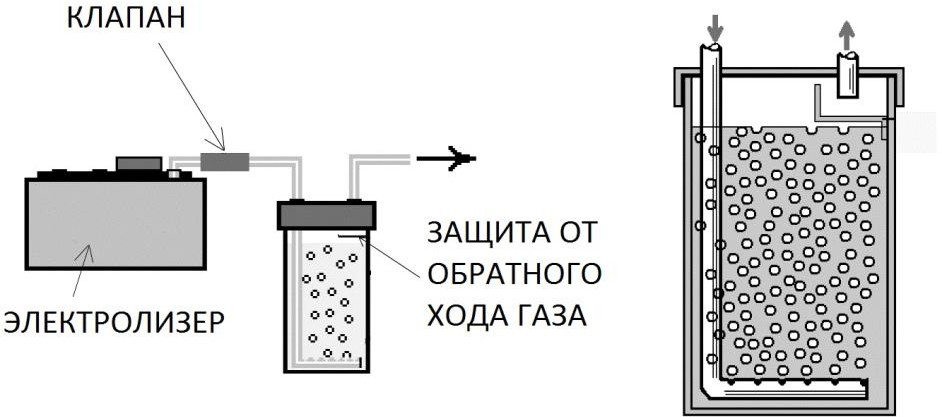 КЛАПАН
ЗАЩИТА ОТ
ОБРАТНОГО
ХОДА ГАЗА
ЭЛЕКТРОЛИЗЕР